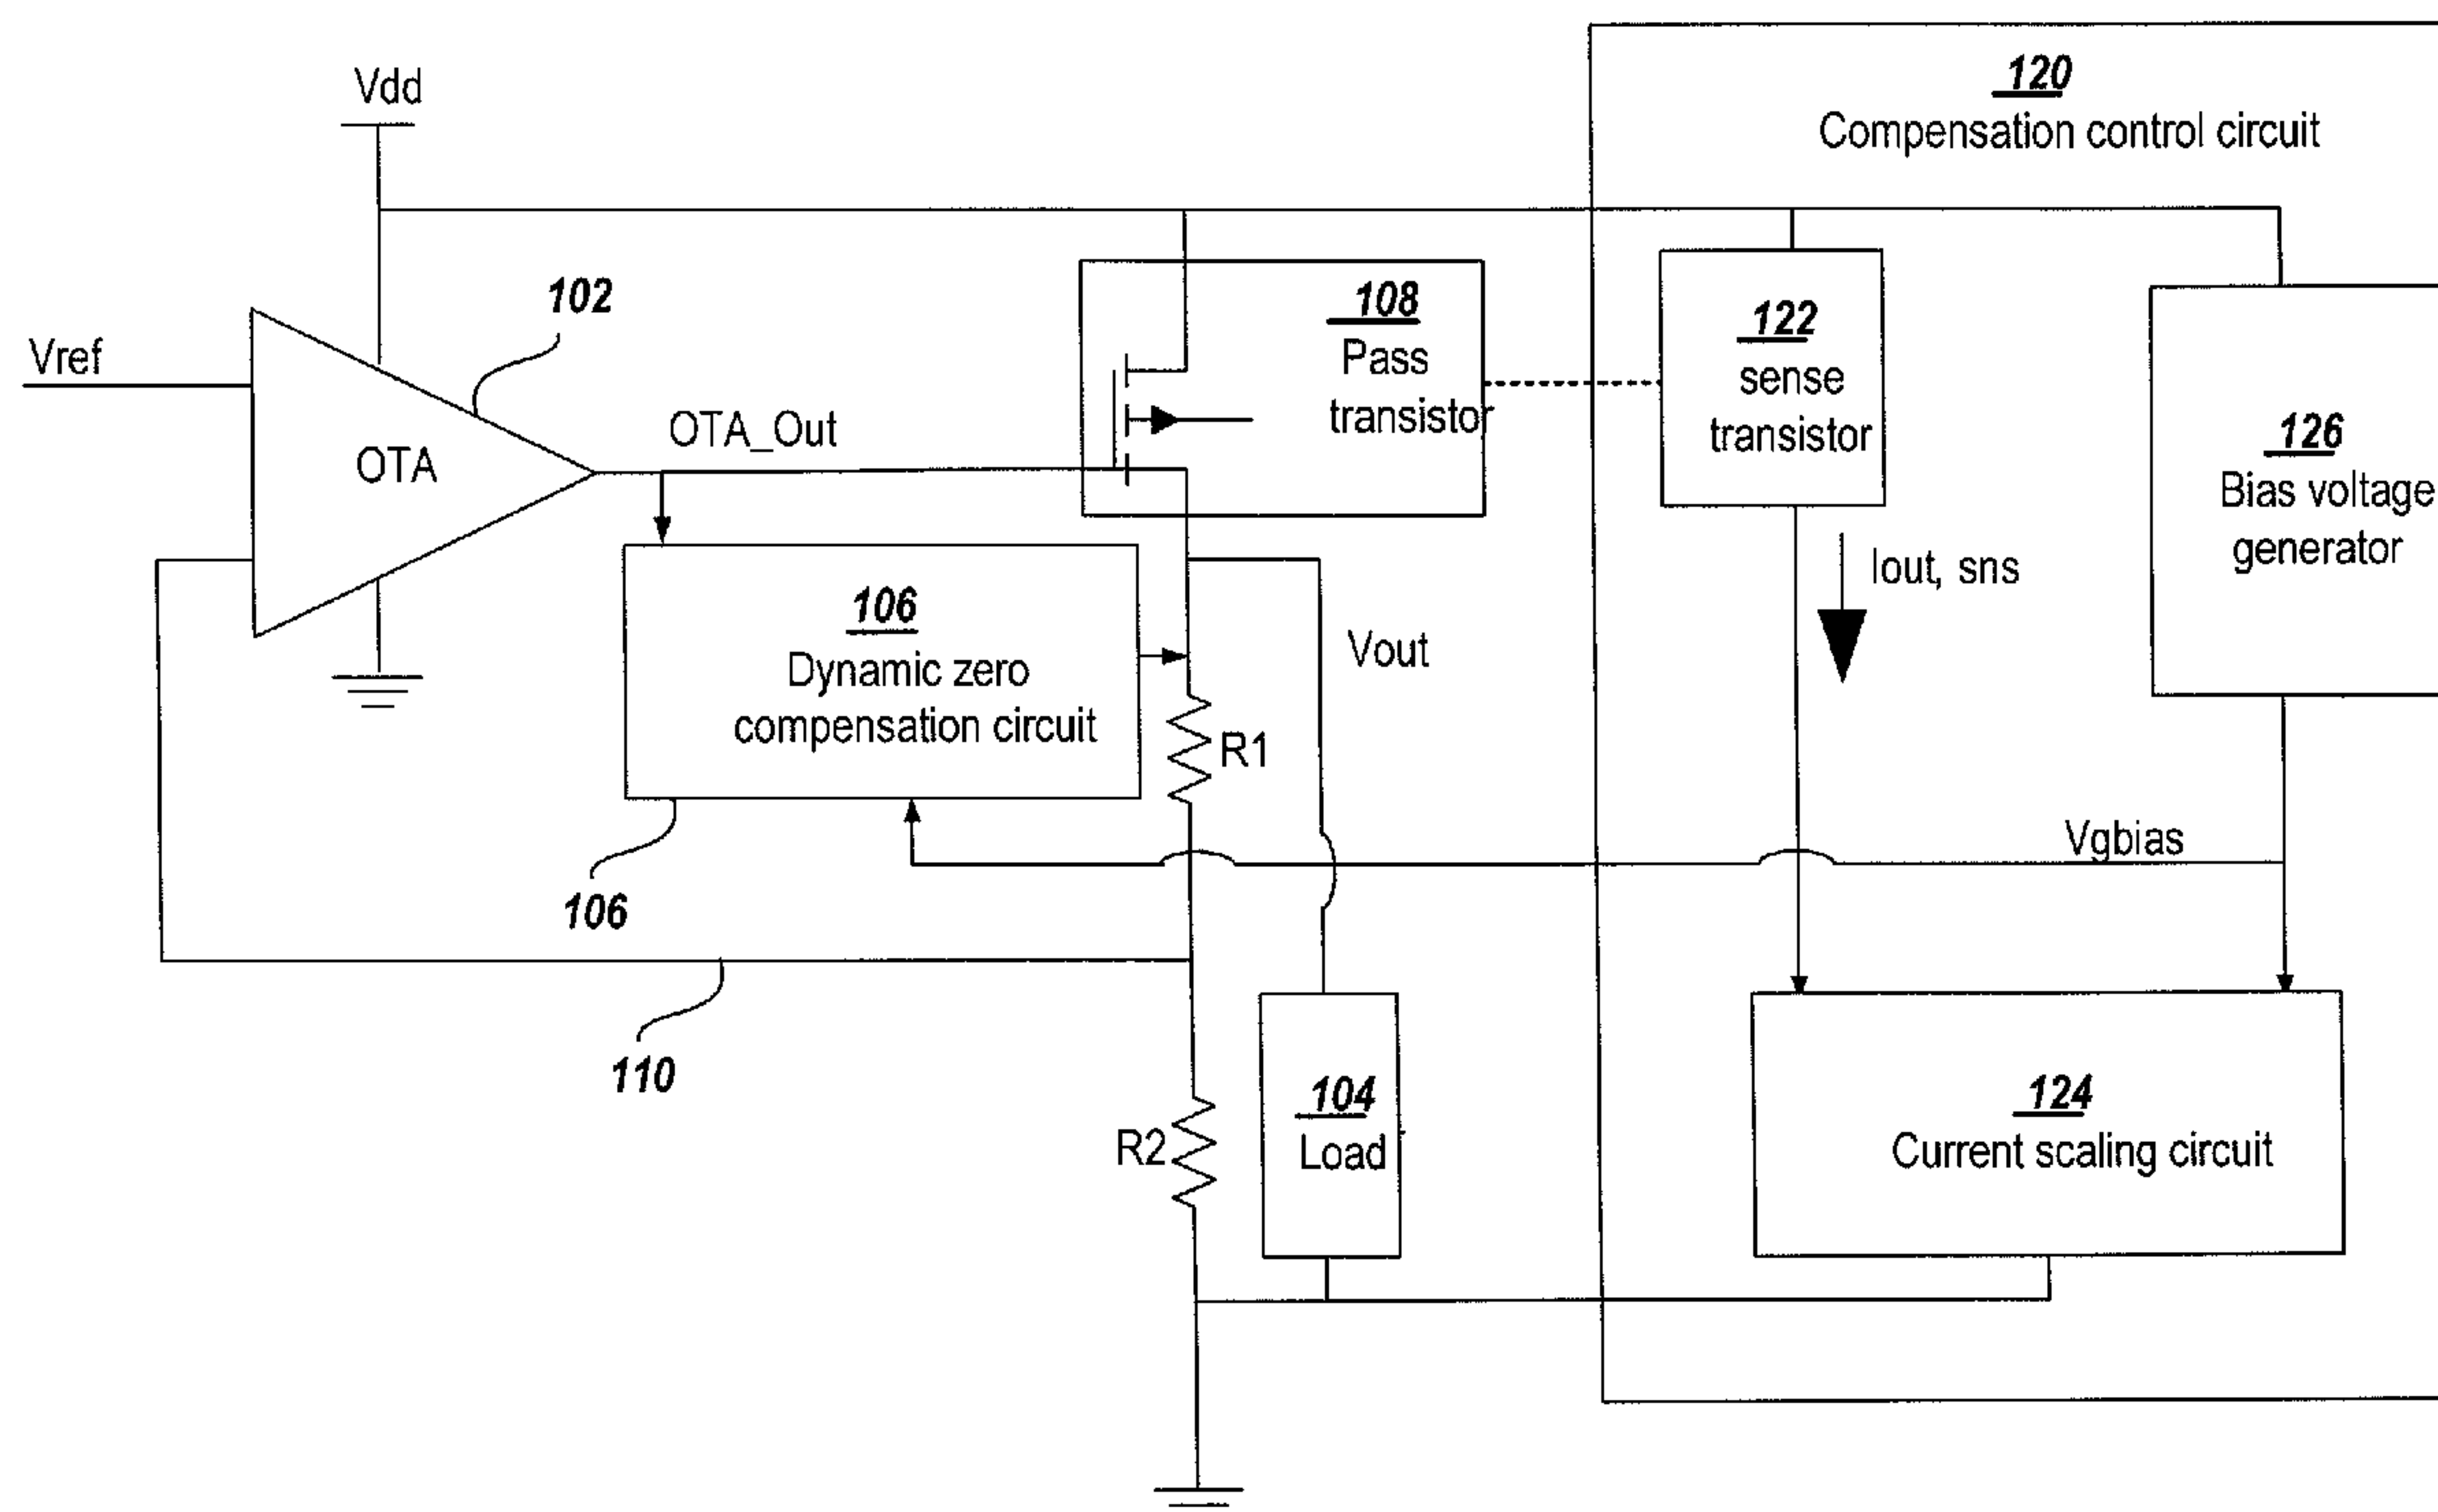 Vdd
120
Compensation control circuit
Vref
102
OTA
OTA_Out
108
Pass
transistor
122
sense
transistor
126
Bias voltage
generator
Iout, sns
106
Dynamic zero
compensation circuit
Vout
R1
Vgbias
106
110
R2
104
Load
124
Current scaling circuit